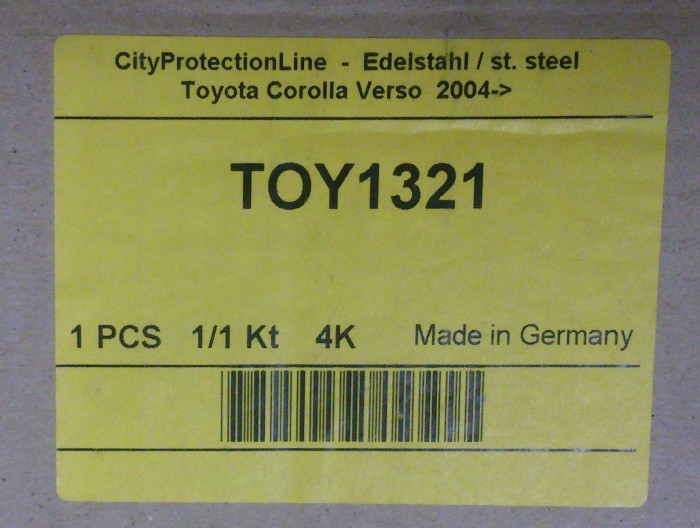 CityProtectionLine - Edelstahl / st. steel
Toyota Corolla Verso 2004->
TOY1321
1 PCS 1/1 Kt 4K Made in Germany